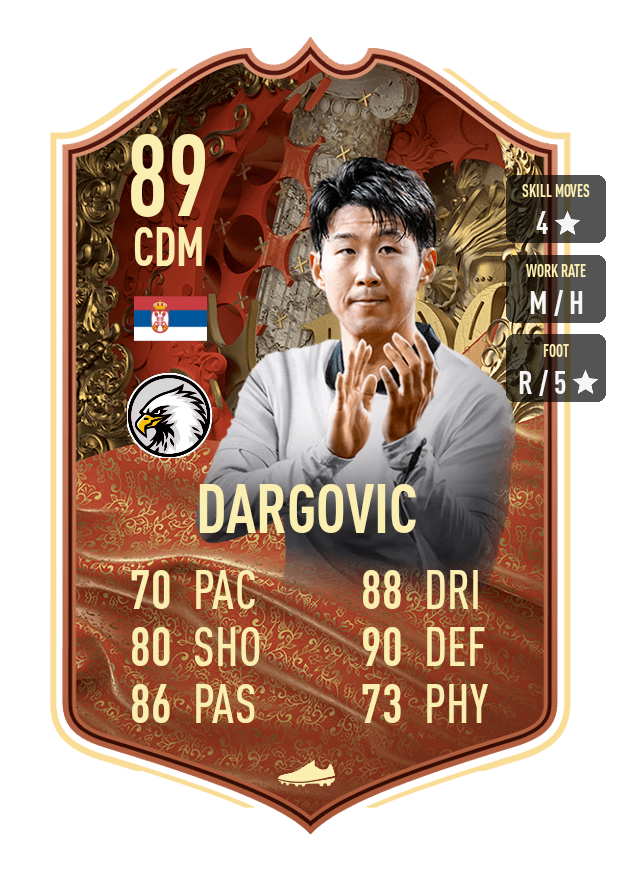 89
CDM
SKILL MOVES
4 ★
WORK RATE
M / H
FOOT
R / 5 ★
DARGOVIC
70 PAC
88 DRI
80 SHO
90 DEF
86 PAS
73 PHY